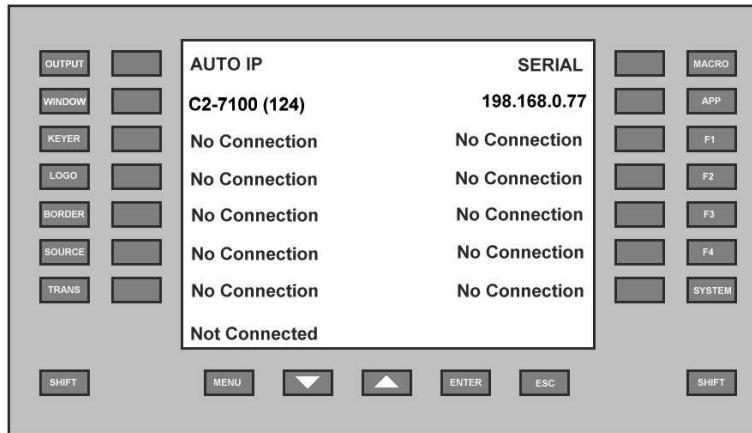 OUTPUT AUTO IP SERIAL MACRO
WINDOW C2-7100 (124) 198.168.0.77 APP
KEYER No Connection No Connection F1
LOGO No Connection No Connection F2
BORDER No Connection No Connection F3
SOURCE No Connection No Connection F4
TRANS No Connection No Connection SYSTEM
Not Connected
SHIFT MENU ENTER ESC SHIFT